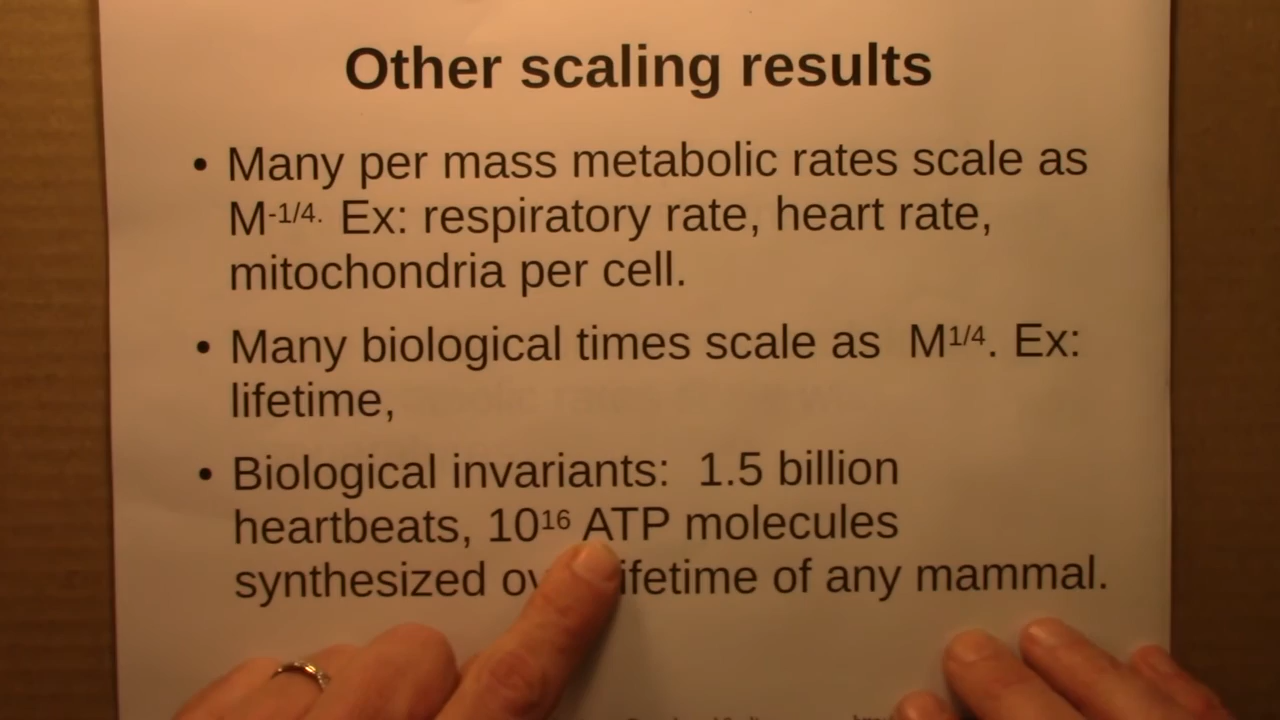 Other scaling results
• Many per mass metabolic rates scale as
M-1/4. Ex: respiratory rate, heart rate,
mitochondria per cell.
• Many biological times scale as M1/4. Ex:
lifetime,
• Biological invariants: 1.5 billion
heartbeats, 1016 ATP molecules
synthesized of any mammal.